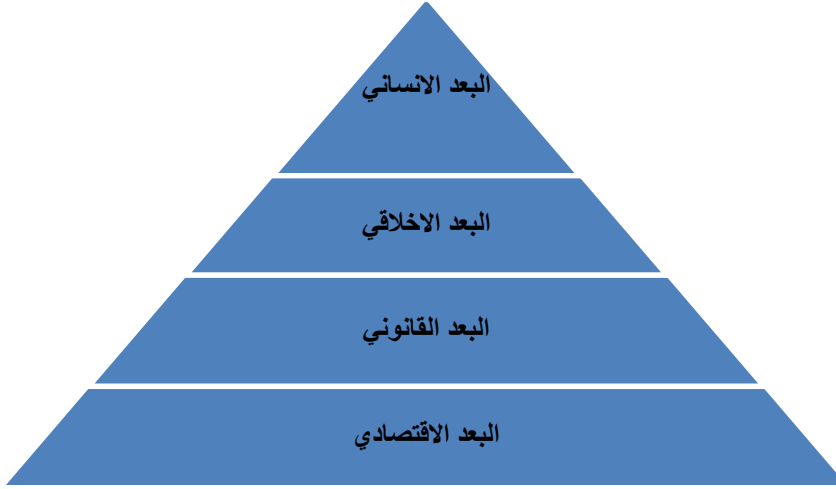 البعد الانساني
البعد الاخلاقي
البعد القانوني
البعد الاقتصادي